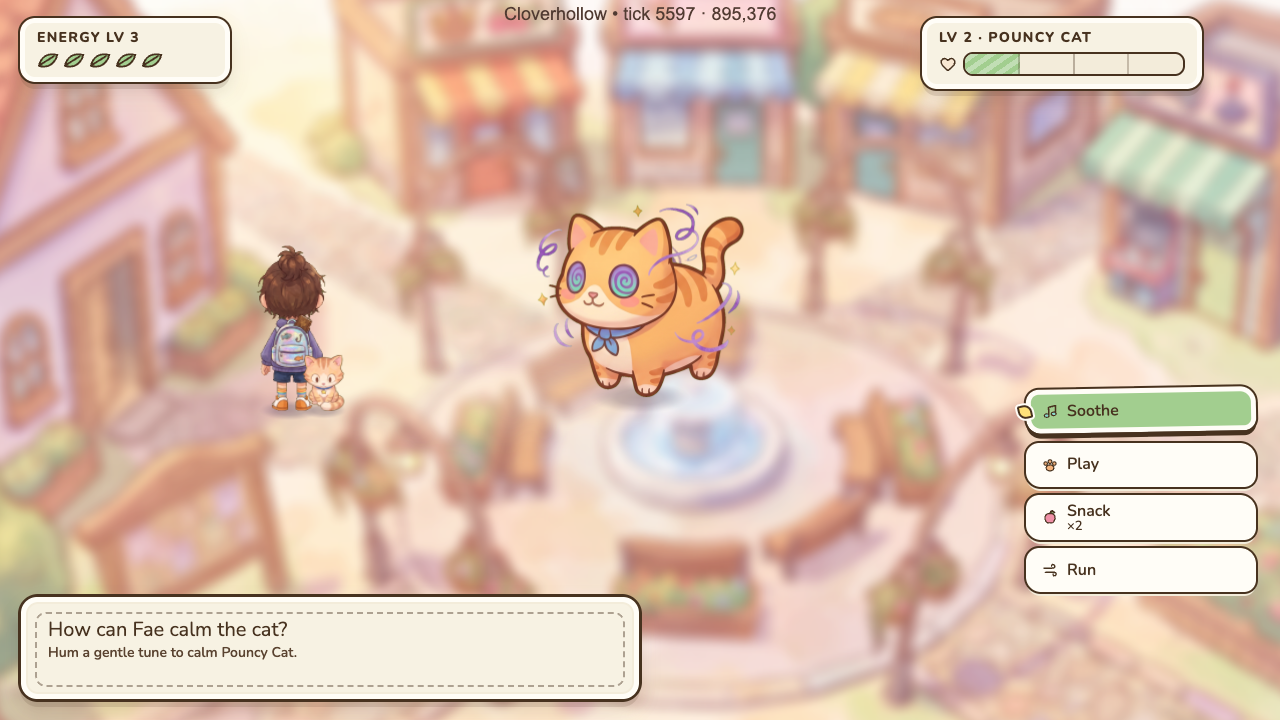 Cloverhollow • tick 5597 · 895,376
ENERGY LV 3
LV 2 · POUNCY CAT
Soothe
Play
Snack
×2
Run
How can Fae calm the cat?
Hum a gentle tune to calm Pouncy Cat.